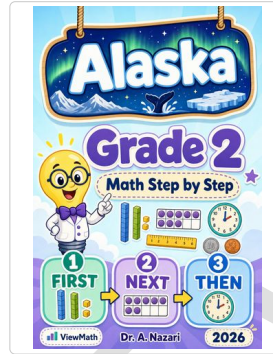 Alaska
Grade 2
Math Step by Step
1 2 3
FIRST NEXT THEN
ViewMath Dr. A. Nazari 2026